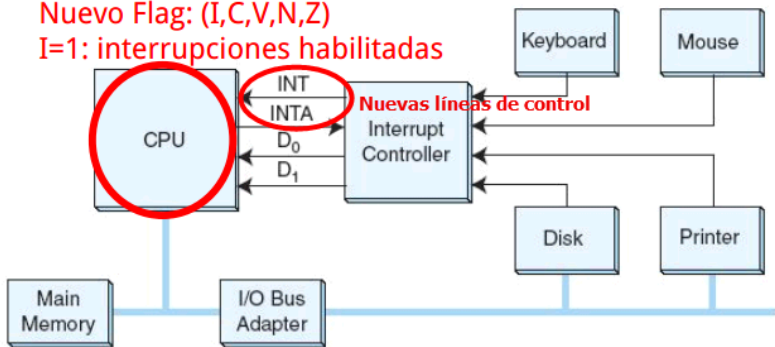 Nuevo Flag: (I,C,V,N,Z)
I=1: interrupciones habilitadas
Keyboard
Mouse
INT
Nuevas líneas de control
INTA
CPU
Interrupt
Controller
D0
D1
Disk
Printer
Main
Memory
I/O Bus
Adapter